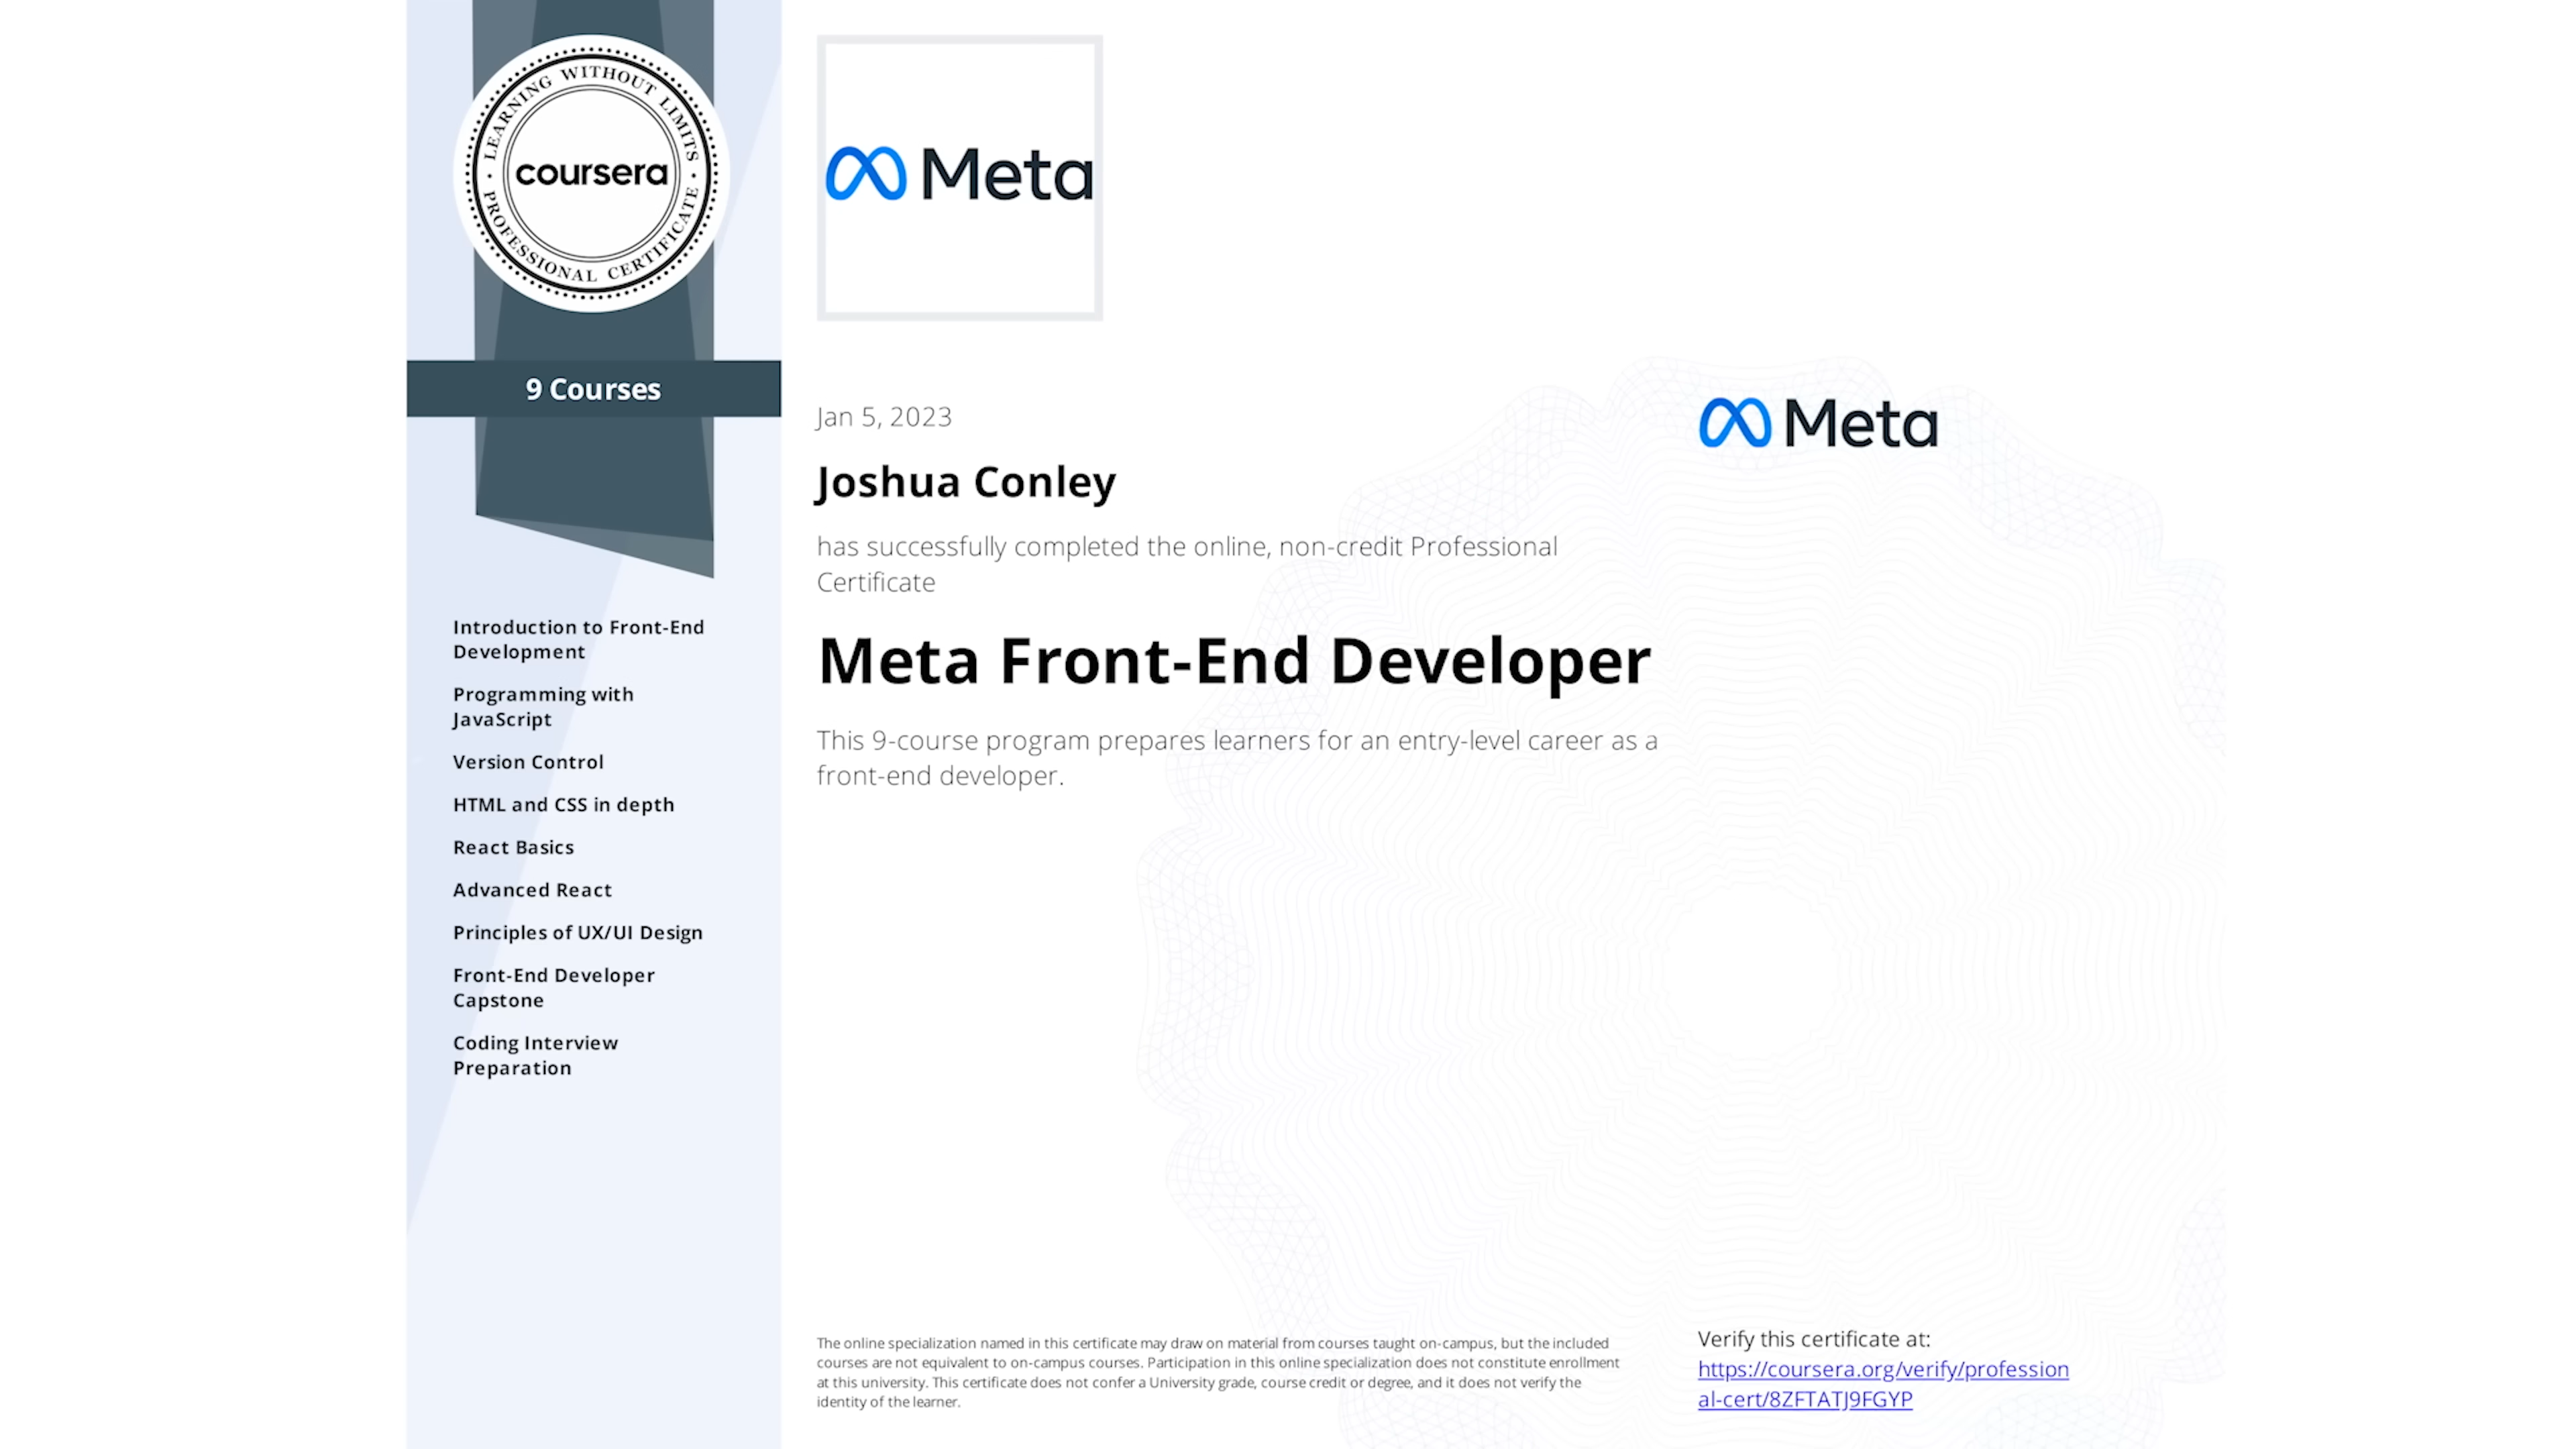 LEARNING WITHOUT LIMITS
coursera
PROFESSIONAL CERTIFICATE
9 Courses
Introduction to Front-End
Development
Programming with
JavaScript
Version Control
HTML and CSS in depth
React Basics
Advanced React
Principles of UX/UI Design
Front-End Developer
Capstone
Coding Interview
Preparation
Meta
Jan 5, 2023
Joshua Conley
has successfully completed the online, non-credit Professional
Certificate
Meta Front-End Developer
This 9-course program prepares learners for an entry-level career as a
front-end developer.
Meta
The online specialization named in this certificate may draw on material from courses taught on-campus, but the included
courses are not equivalent to on-campus courses. Participation in this online specialization does not constitute enrollment
at this university. This certificate does not confer a University grade, course credit or degree, and it does not verify the
identity of the learner.
Verify this certificate at:
https://coursera.org/verify/profession
al-cert/8ZFTATJ9FGYP